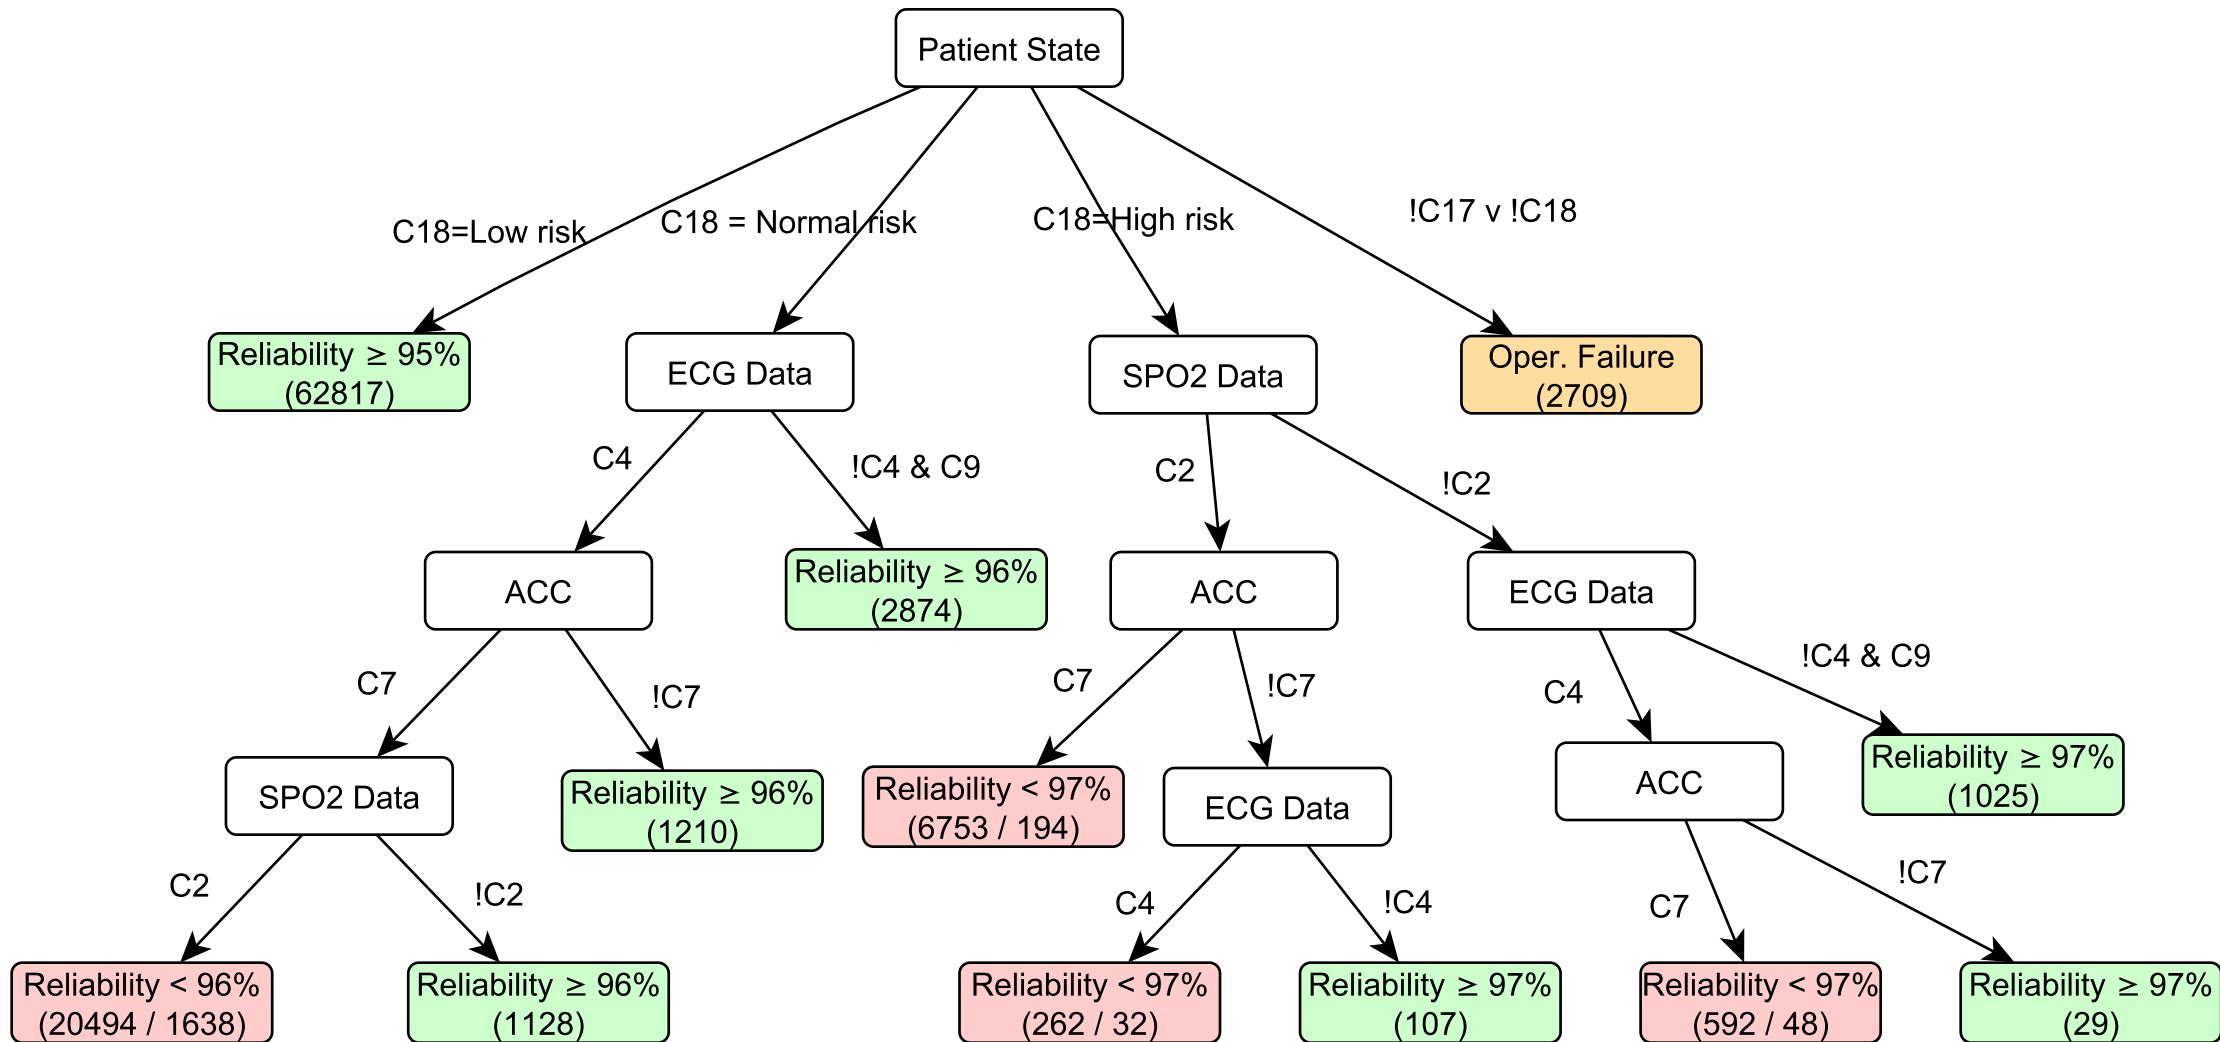 Patient State
C18=Low risk
C18 = Normal risk
C18=High risk
!C17 v !C18
Reliability ≥ 95%
(62817)
ECG Data
SPO2 Data
Oper. Failure
(2709)
C4
!C4 & C9
C2
!C2
ACC
Reliability ≥ 96%
(2874)
ACC
ECG Data
C7
!C7
C7
!C7
C4
!C4 & C9
SPO2 Data
Reliability ≥ 96%
(1210)
Reliability < 97%
(6753 / 194)
ECG Data
ACC
Reliability ≥ 97%
(1025)
C2
!C2
C4
!C4
C7
!C7
Reliability < 96%
(20494 / 1638)
Reliability ≥ 96%
(1128)
Reliability < 97%
(262 / 32)
Reliability ≥ 97%
(107)
Reliability < 97%
(592 / 48)
Reliability ≥ 97%
(29)